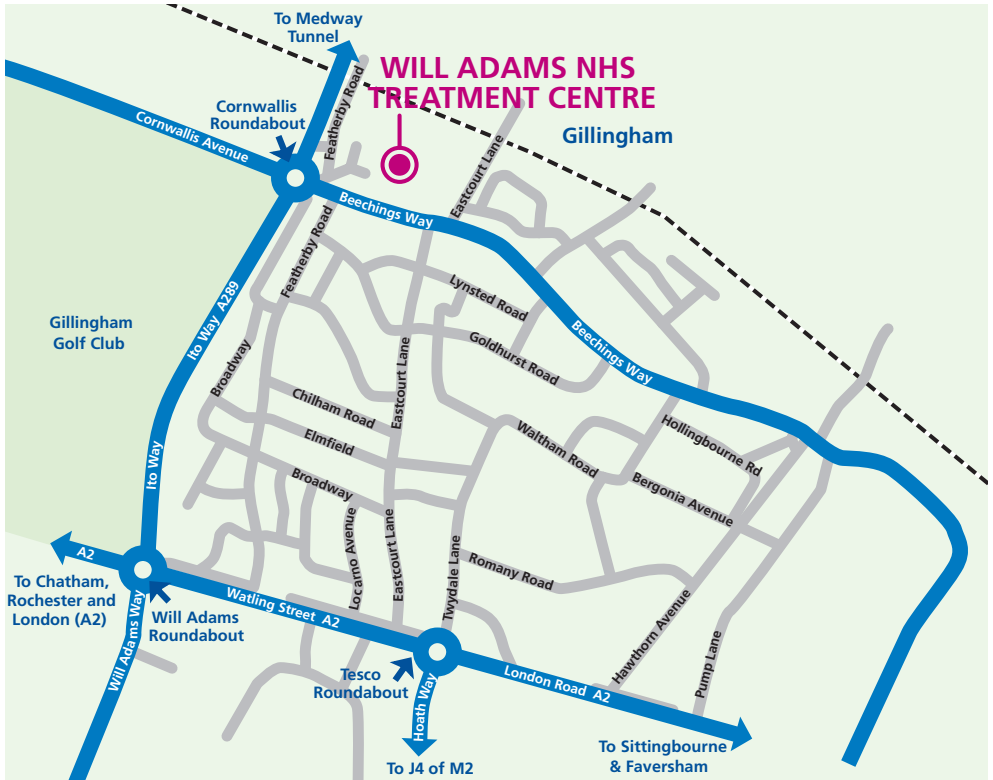 To Medway
Tunnel
WILL ADAMS NHS
TREATMENT CENTRE
Cornwallis
Roundabout
Gillingham
Featherby Road
Cornwallis Avenue
Eastcourt Lane
Beechings Way
Featherby Road
Ito Way A289
Lynsted Road
Gillingham
Golf Club
Goldhurst Road
Beechings Way
Broadway
Eastcourt Lane
Chilham Road
Elmfield
Waltham Road
Hollingbourne Rd
Ito Way
Broadway
Bergonia Avenue
Locarno Avenue
Eastcourt Lane
Twydale Lane
A2
Romany Road
To Chatham,
Rochester and
London (A2)
Will Adams
Roundabout
Watling Street A2
Will Adams Way
Hawthorn Avenue
Pump Lane
Tesco
Roundabout
London Road A2
Hoath Way
To J4 of M2
To Sittingbourne
& Faversham